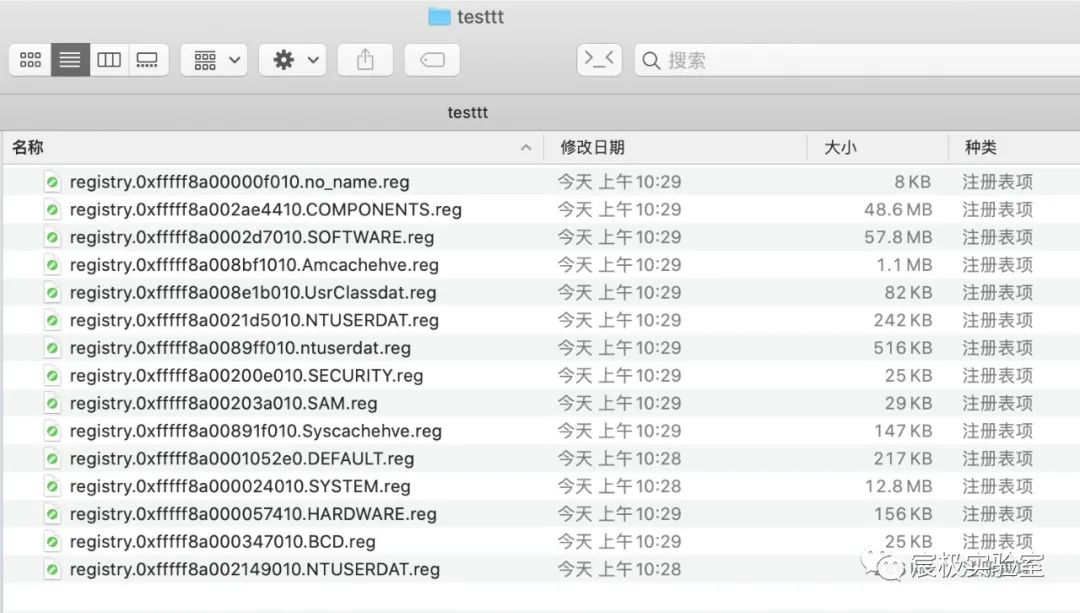 testtt
搜索
testtt
名称 修改日期 大小 种类
registry.0xfffff8a00000f010.no_name.reg 今天 上午10:29 8 KB 注册表项
registry.0xfffff8a002ae4410.COMPONENTS.reg 今天 上午10:29 48.6 MB 注册表项
registry.0xfffff8a0002d7010.SOFTWARE.reg 今天 上午10:29 57.8 MB 注册表项
registry.0xfffff8a008bf1010.Amcachehve.reg 今天 上午10:29 1.1 MB 注册表项
registry.0xfffff8a008e1b010.UsrClassdat.reg 今天 上午10:29 82 KB 注册表项
registry.0xfffff8a0021d5010.NTUSERDAT.reg 今天 上午10:29 242 KB 注册表项
registry.0xfffff8a0089ff010.ntuserdat.reg 今天 上午10:29 516 KB 注册表项
registry.0xfffff8a00200e010.SECURITY.reg 今天 上午10:29 25 KB 注册表项
registry.0xfffff8a00203a010.SAM.reg 今天 上午10:29 29 KB 注册表项
registry.0xfffff8a00891f010.Syscachehve.reg 今天 上午10:29 147 KB 注册表项
registry.0xfffff8a0001052e0.DEFAULT.reg 今天 上午10:28 217 KB 注册表项
registry.0xfffff8a000024010.SYSTEM.reg 今天 上午10:28 12.8 MB 注册表项
registry.0xfffff8a000057410.HARDWARE.reg 今天 上午10:29 156 KB 注册表项
registry.0xfffff8a000347010.BCD.reg 今天 上午10:29 25 KB 注册表项
registry.0xfffff8a002149010.NTUSERDAT.reg 今天 上午10:28
宸极实验室